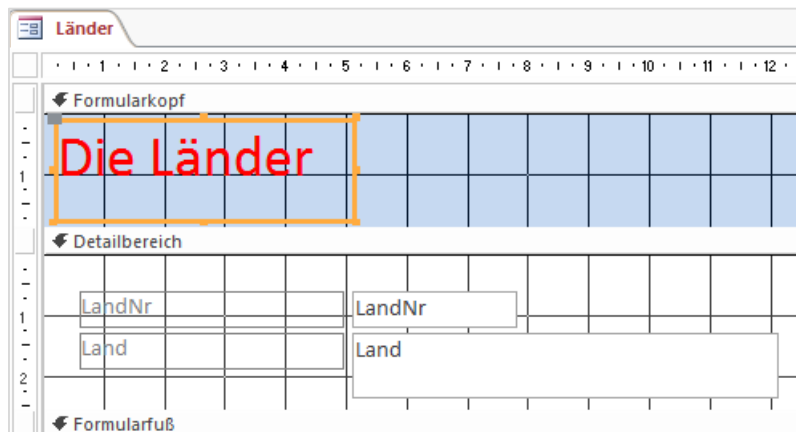 Länder
1 2 3 4 5 6 7 8 9 10 11 12
Formularkopf
Die Länder
1
Detailbereich
LandNr LandNr
1
Land Land
2
Formularfuß